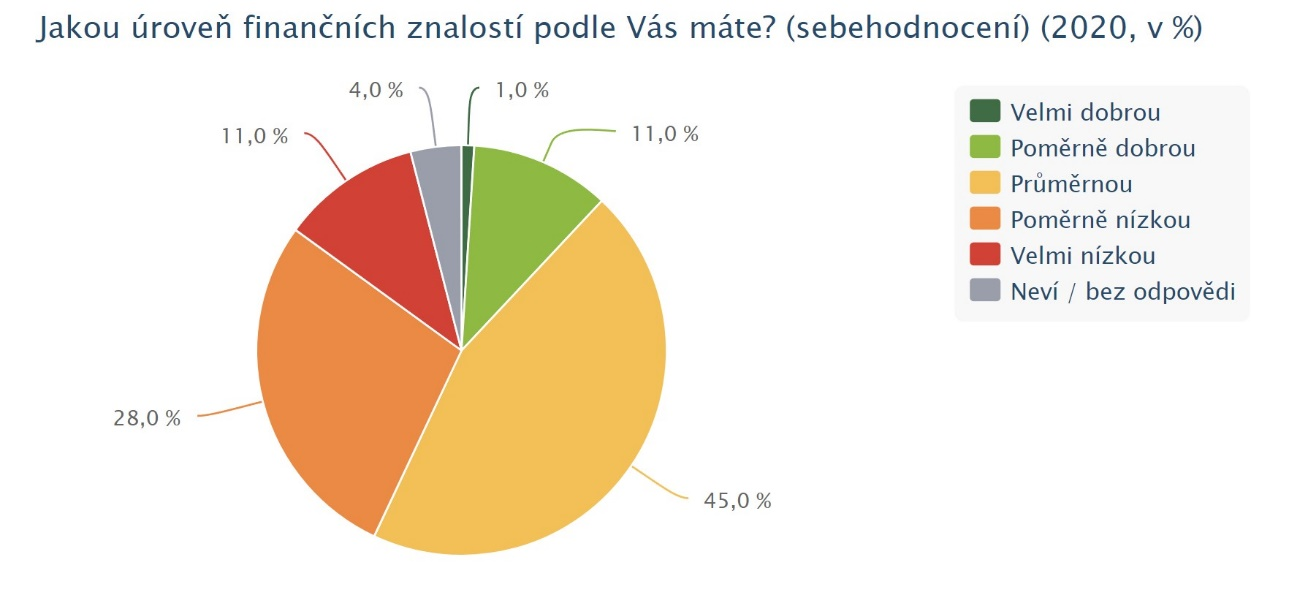 Jakou úroveň finančních znalostí podle Vás máte? (sebehodnocení) (2020, v %)
4,0 %
1,0 %
11,0 %
11,0 %
28,0 %
45,0 %
Velmi dobrou
Poměrně dobrou
Průměrnou
Poměrně nízkou
Velmi nízkou
Neví / bez odpovědi